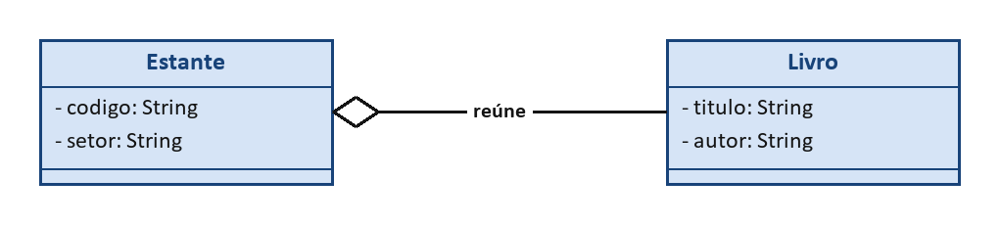 Estante
- codigo: String
- setor: String
reúne
Livro
- titulo: String
- autor: String